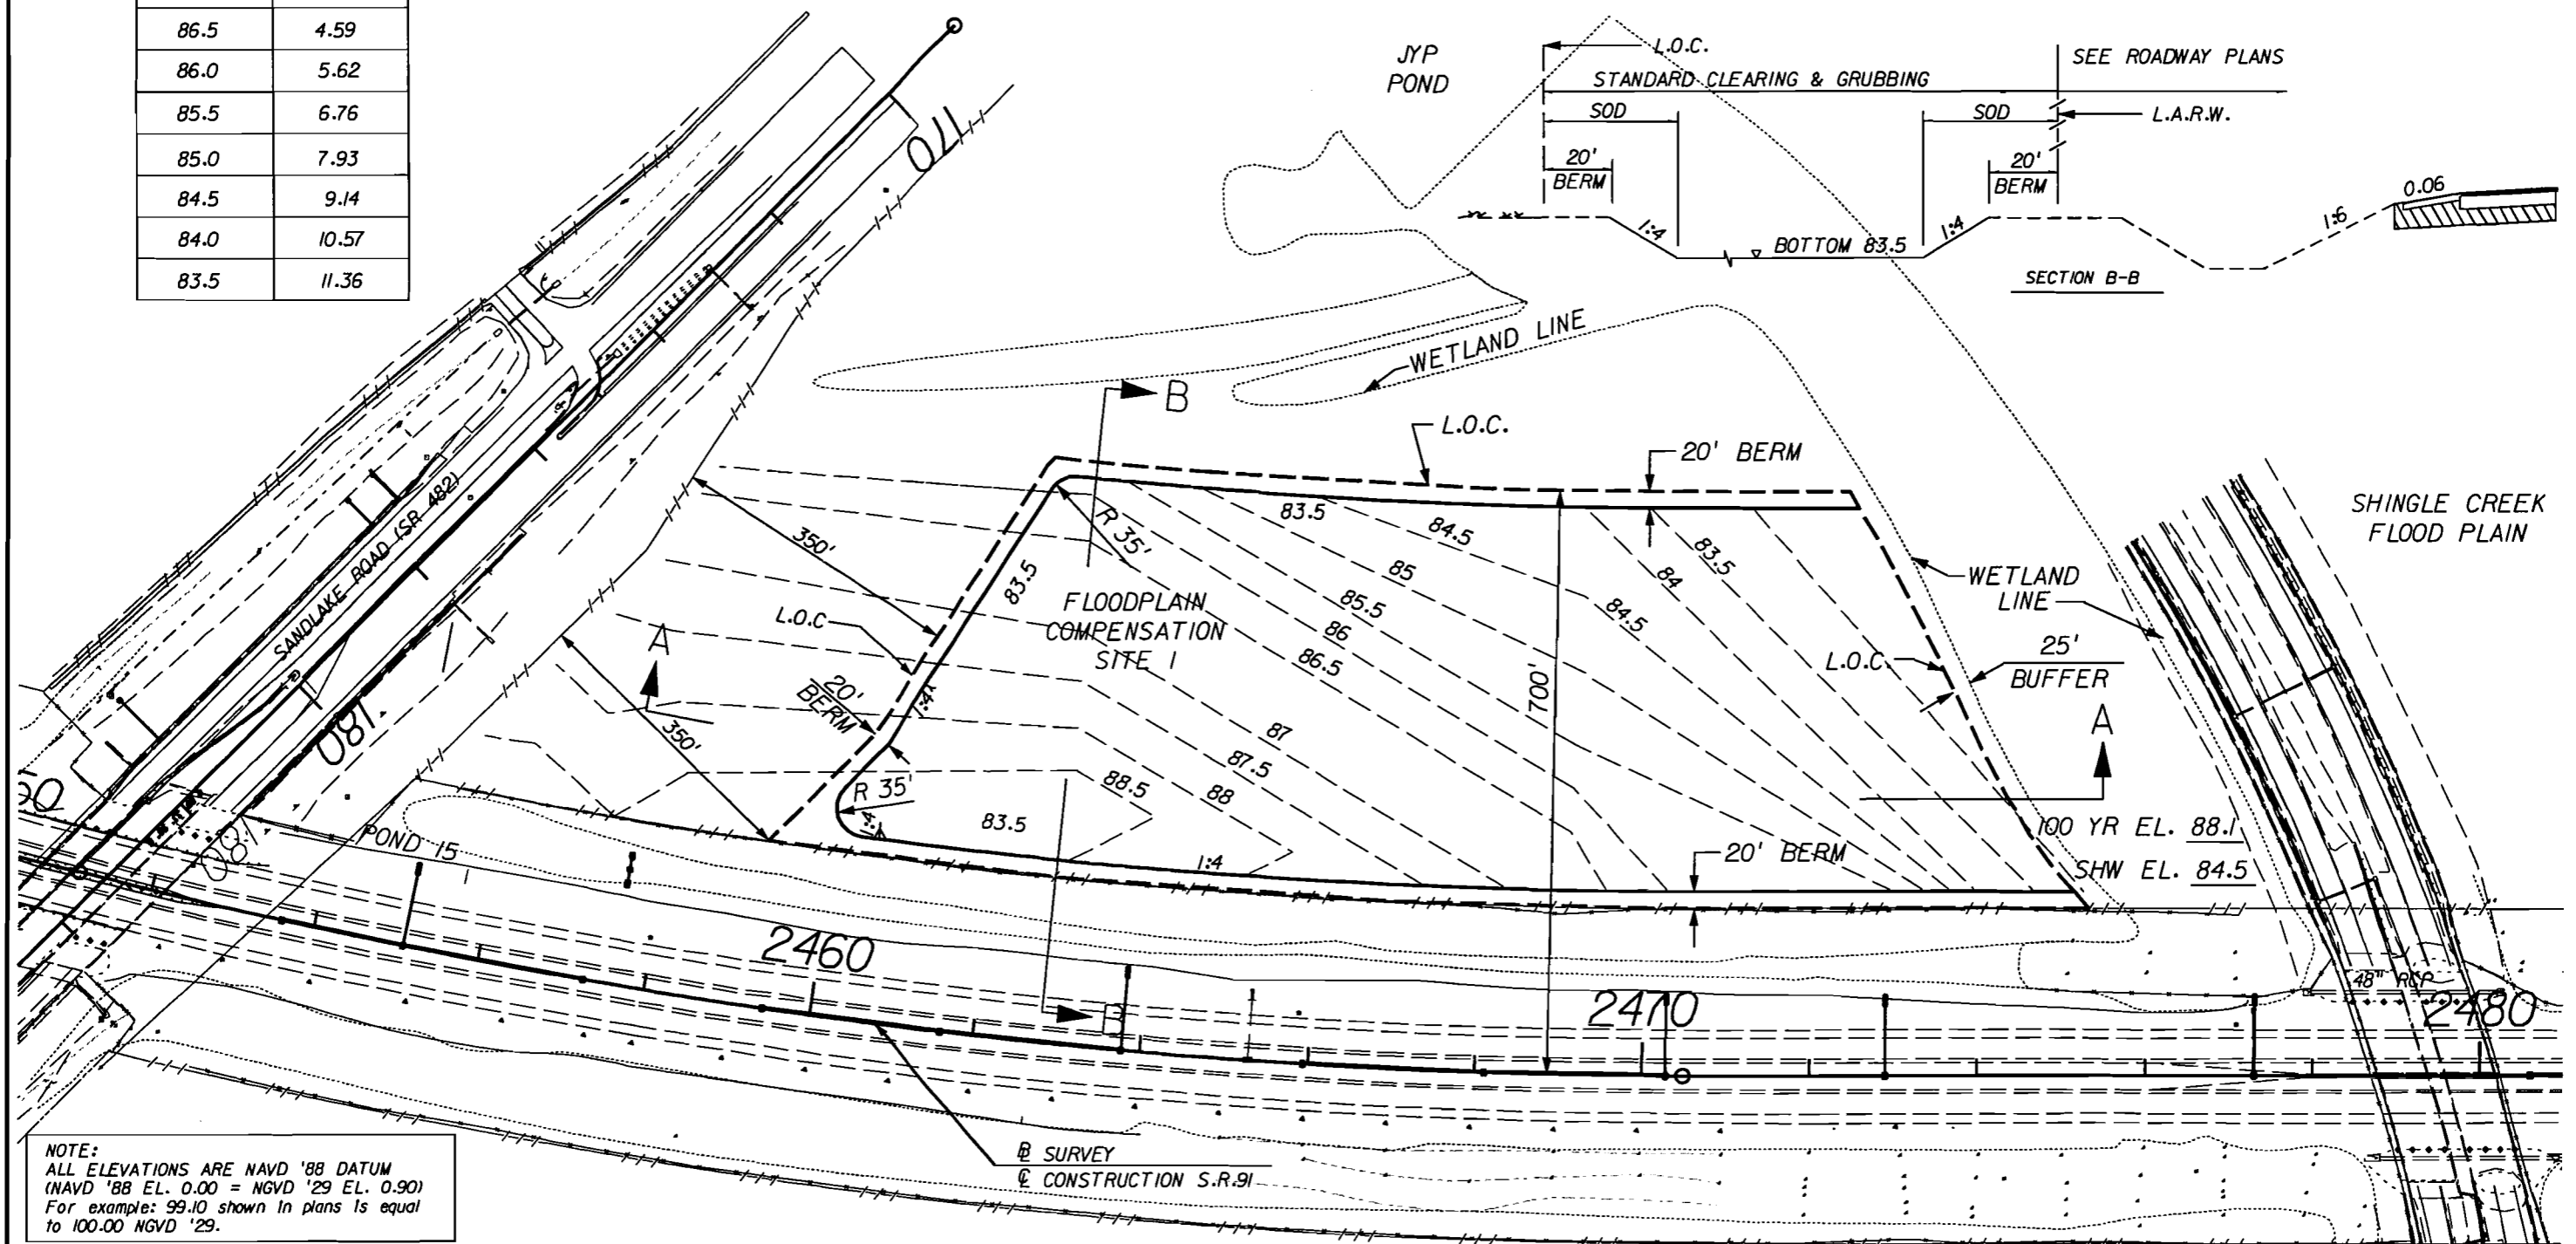 86.5 4.59
86.0 5.62
85.5 6.76
85.0 7.93
84.5 9.14
84.0 10.57
83.5 11.36
JYP
POND
L.O.C.
SEE ROADWAY PLANS
STANDARD CLEARING & GRUBBING
SOD
SOD
L.A.R.W.
20'
BERM
20'
BERM
1:4
BOTTOM 83.5
1:4
1:6
0.06
SECTION B-B
170
WETLAND LINE
B
L.O.C.
20' BERM
SHINGLE CREEK
FLOOD PLAIN
SANDLAKE ROAD (SR 482)
350'
R 35'
83.5
84.5
83.5
85
84
83.5
85.5
84.5
86
86.5
FLOODPLAIN
COMPENSATION
SITE 1
L.O.C.
A
WETLAND
LINE
25'
BUFFER
L.O.C.
700'
20'
BERM
1:4
350'
180
87
87.5
88
88.5
A
R 35'
1:4
83.5
1:4
20' BERM
100 YR EL. 88.1
SHW EL. 84.5
POND 15
180
2460
B
2470
48" RCP
2480
B SURVEY
C CONSTRUCTION S.R.91
NOTE:
ALL ELEVATIONS ARE NAVD '88 DATUM
(NAVD '88 EL. 0.00 = NGVD '29 EL. 0.90)
For example: 99.10 shown in plans is equal
to 100.00 NGVD '29.